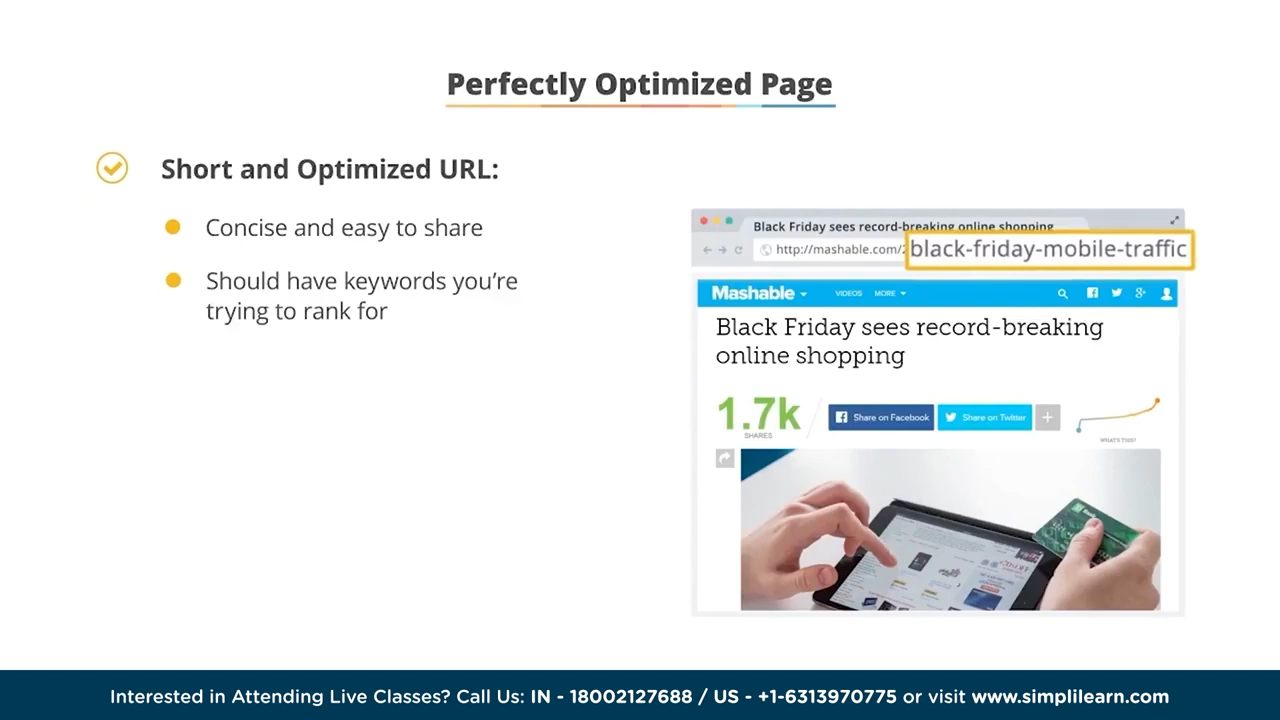 Perfectly Optimized Page
Short and Optimized URL:
Concise and easy to share
Should have keywords you’re
trying to rank for
Black Friday sees record-breaking online shopping
http://mashable.com/2
black-friday-mobile-traffic
Mashable VIDEOS MORE
Black Friday sees record-breaking
online shopping
1.7k
SHARES
Share on Facebook Share on Twitter +
WHAT'S THIS?
Interested in Attending Live Classes? Call Us: IN - 18002127688 / US - +1-6313970775 or visit www.simplilearn.com